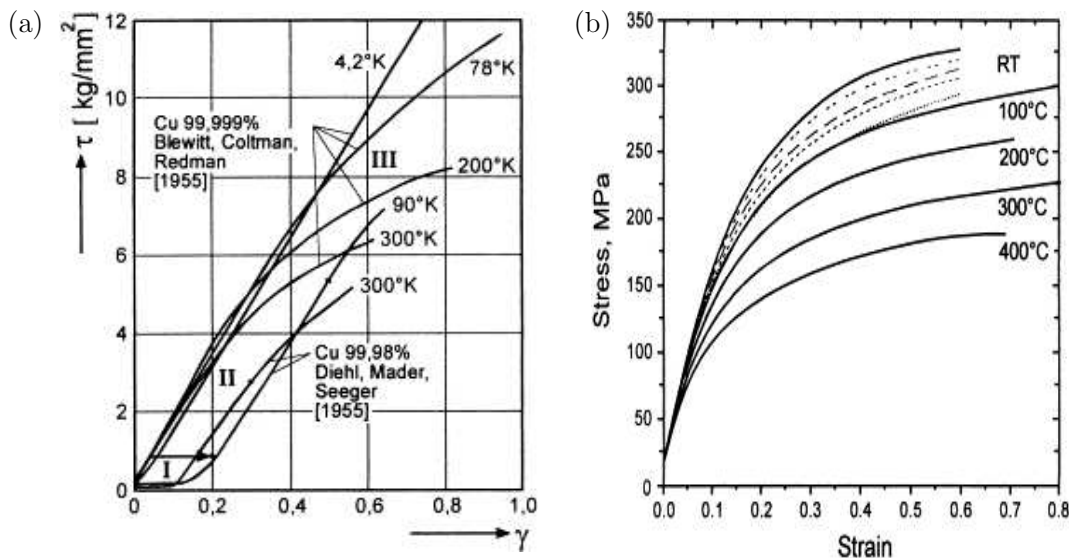 (a)
τ [ kg/mm²]
12
10
8
6
4
2
0
0
0,2
0,4
0,6
0,8
1,0
γ
4,2°K
78°K
Cu 99,999%
Blewitt, Coltman,
Redman
[1955]
III
200°K
90°K
300°K
300°K
II
Cu 99,98%
Diehl, Mader,
Seeger
[1955]
I
(b)
Stress, MPa
350
300
250
200
150
100
50
0
0.0
0.1
0.2
0.3
0.4
0.5
0.6
0.7
0.8
Strain
RT
100°C
200°C
300°C
400°C